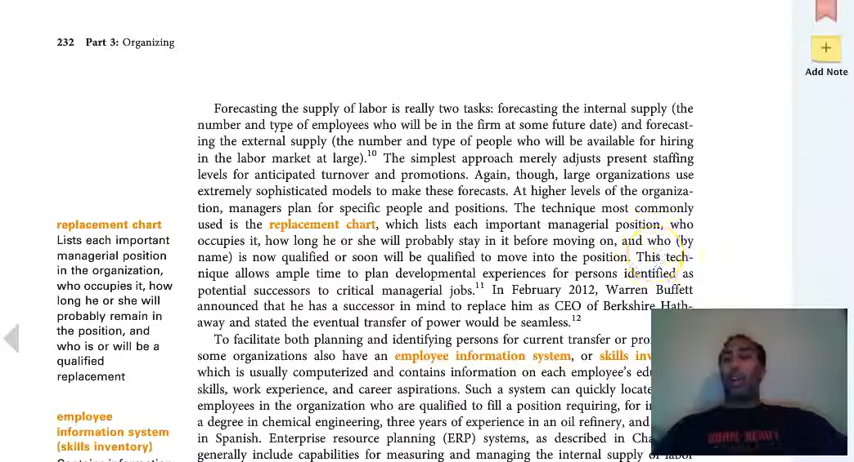 232 Part 3: Organizing
Add Note
Forecasting the supply of labor is really two tasks: forecasting the internal supply (the
number and type of employees who will be in the firm at some future date) and forecast-
ing the external supply (the number and type of people who will be available for hiring
in the labor market at large).10 The simplest approach merely adjusts present staffing
levels for anticipated turnover and promotions. Again, though, large organizations use
extremely sophisticated models to make these forecasts. At higher levels of the organiza-
tion, managers plan for specific people and positions. The technique most commonly
used is the replacement chart, which lists each important managerial position, who
occupies it, how long he or she will probably stay in it before moving on, and who (by
name) is now qualified or soon will be qualified to move into the position. This tech-
nique allows ample time to plan developmental experiences for persons identified as
potential successors to critical managerial jobs.11 In February 2012, Warren Buffett
announced that he has a successor in mind to replace him as CEO of Berkshire Hath-
away and stated the eventual transfer of power would be seamless.12
To facilitate both planning and identifying persons for current transfer or
some organizations also have an employee information system, or skills
which is usually computerized and contains information on each employee's
skills, work experience, and career aspirations. Such a system can quickly locate
employees in the organization who are qualified to fill a position requiring, for
a degree in chemical engineering, three years of experience in an oil refinery, and
in Spanish. Enterprise resource planning (ERP) systems, as described in
generally include capabilities for measuring and managing the internal supply of labor
replacement chart
Lists each important
managerial position
in the organization,
who occupies it, how
long he or she will
probably remain in
the position, and
who is or will be a
qualified
replacement
employee
information system
(skills inventory)
Contains information